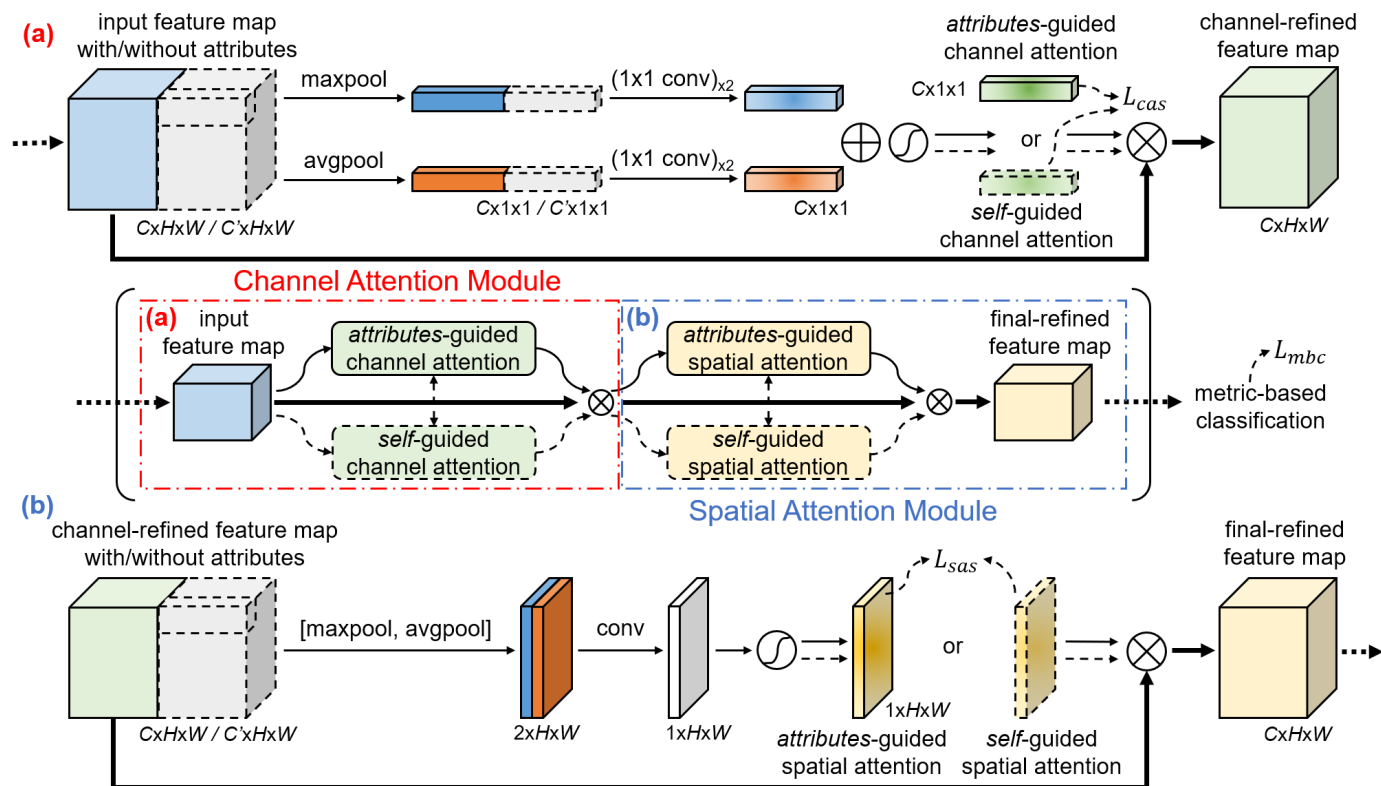 (a)
input feature map
with/without attributes
maxpool
(1x1 conv)x2
avgpool
(1x1 conv)x2
CxHxW / C'xHxW
Cx1x1 / C'x1x1
Cx1x1
attributes-guided
channel attention
Cx1x1
L_cas
or
self-guided
channel attention
channel-refined
feature map
CxHxW
Channel Attention Module
(a)
input
feature map
attributes-guided
channel attention
self-guided
channel attention
(b)
attributes-guided
spatial attention
self-guided
spatial attention
final-refined
feature map
L_mbc
metric-based
classification
Spatial Attention Module
(b)
channel-refined feature map
with/without attributes
CxHxW / C'xHxW
[maxpool, avgpool]
2xHxW
conv
1xHxW
L_sas
1xHxW
or
attributes-guided
spatial attention
self-guided
spatial attention
final-refined
feature map
CxHxW